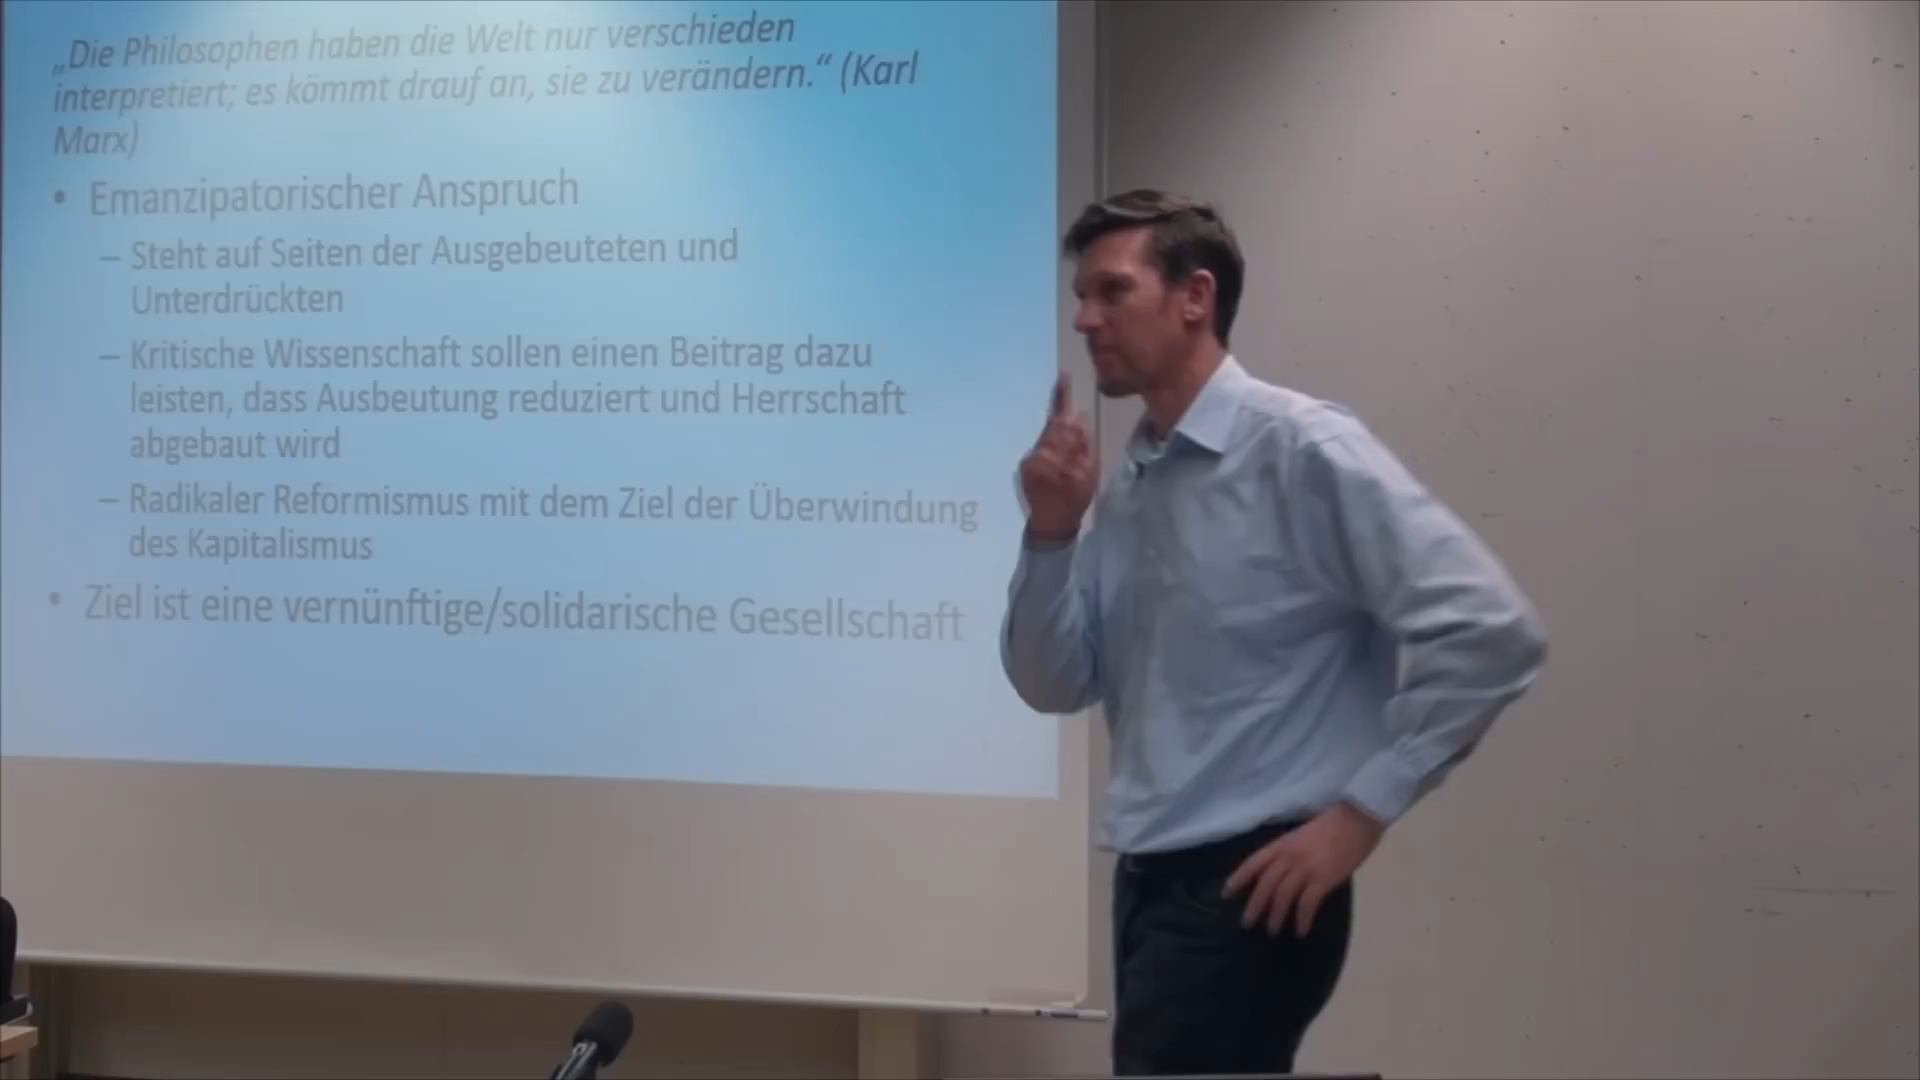 „Die Philosophen haben die Welt nur verschieden
interpretiert; es kömmt drauf an, sie zu verändern.“ (Karl
Marx)
• Emanzipatorischer Anspruch
– Steht auf Seiten der Ausgebeuteten und
Unterdrückten
– Kritische Wissenschaft sollen einen Beitrag dazu
leisten, dass Ausbeutung reduziert und Herrschaft
abgebaut wird
– Radikaler Reformismus mit dem Ziel der Überwindung
des Kapitalismus
• Ziel ist eine vernünftige/solidarische Gesellschaft